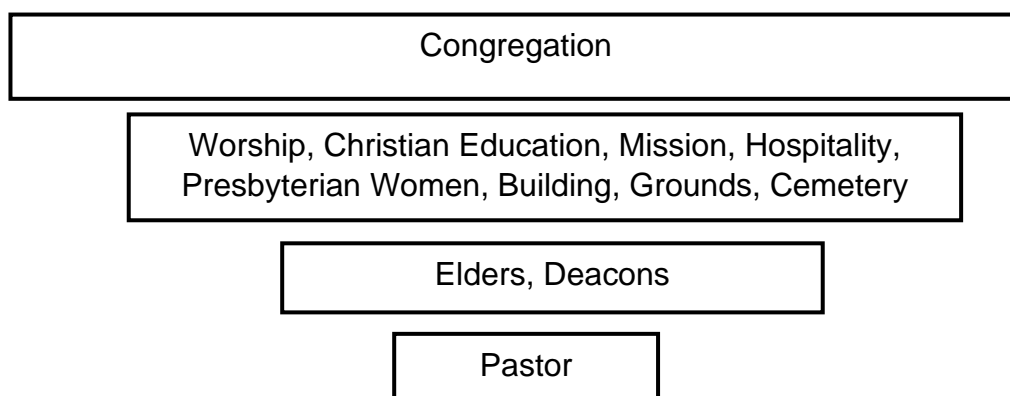 Congregation
Worship, Christian Education, Mission, Hospitality,
Presbyterian Women, Building, Grounds, Cemetery
Elders, Deacons
Pastor